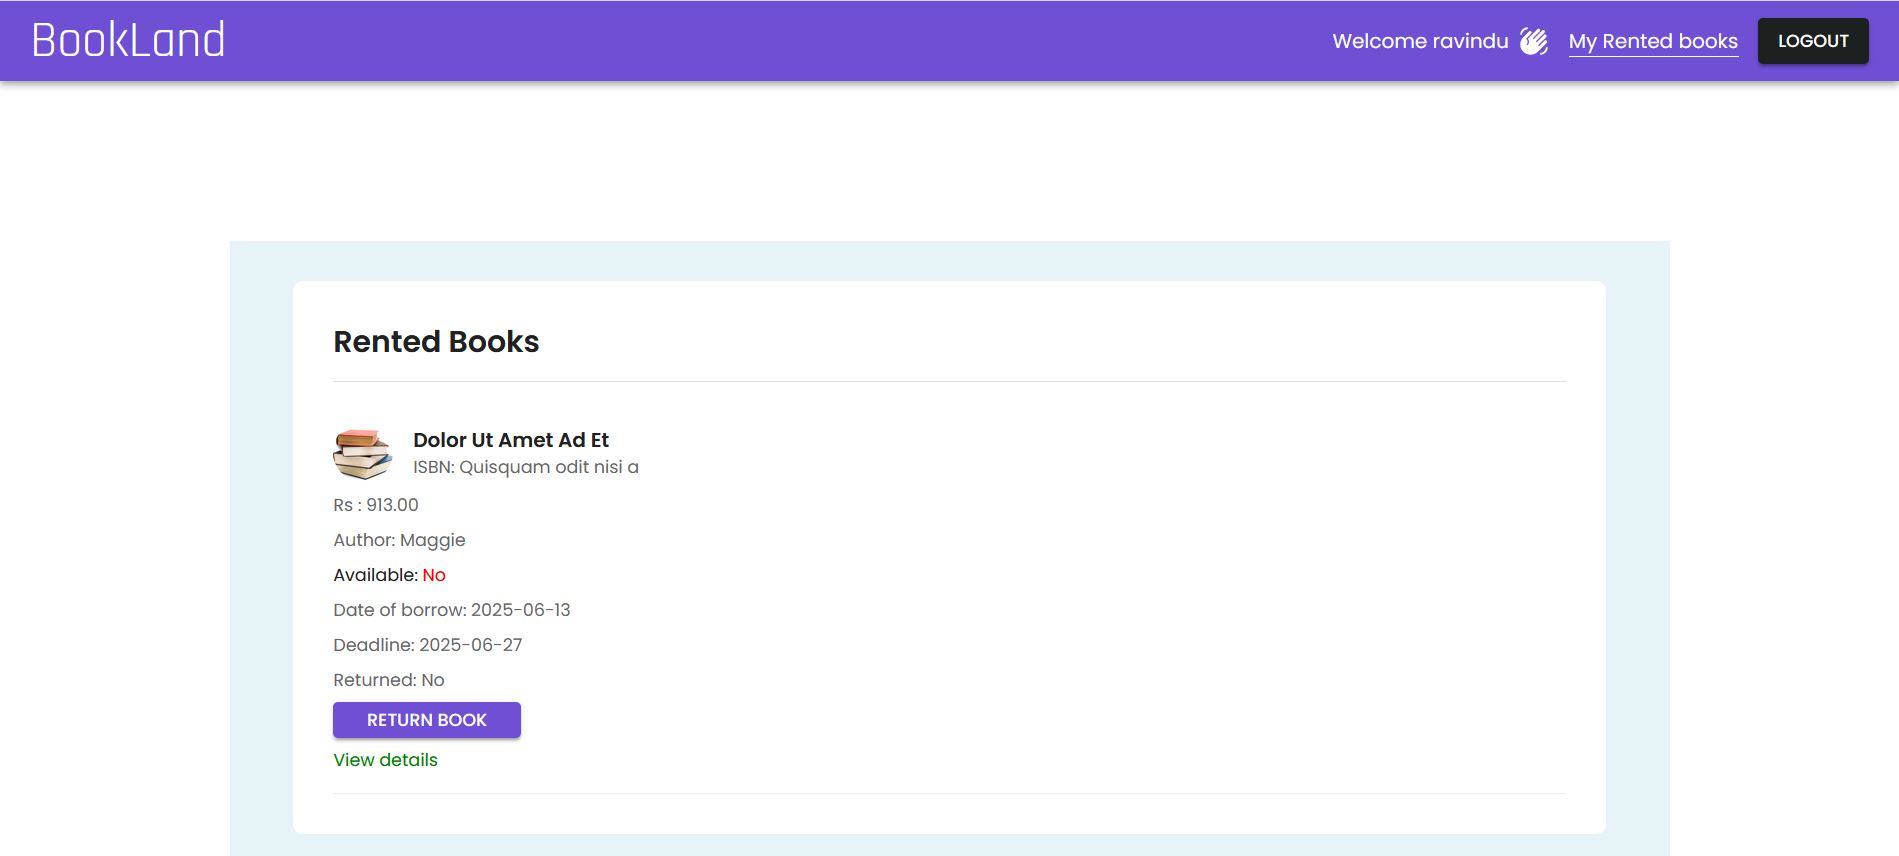 BookLand
Welcome ravindu My Rented books LOGOUT
Rented Books
Dolor Ut Amet Ad Et
ISBN: Quisquam odit nisi a
Rs : 913.00
Author: Maggie
Available: No
Date of borrow: 2025-06-13
Deadline: 2025-06-27
Returned: No
RETURN BOOK
View details